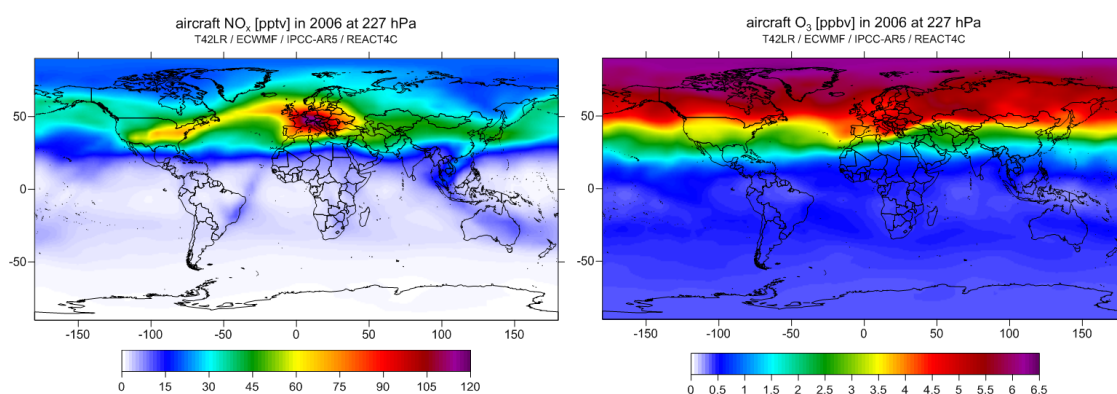 aircraft NOx [pptv] in 2006 at 227 hPa
T42LR / ECWMF / IPCC-AR5 / REACT4C
50
0
-50
-150 -100 -50 0 50 100 150
0 15 30 45 60 75 90 105 120
aircraft O3 [ppbv] in 2006 at 227 hPa
T42LR / ECWMF / IPCC-AR5 / REACT4C
50
0
-50
-150 -100 -50 0 50 100 150
0 0.5 1 1.5 2 2.5 3 3.5 4 4.5 5 5.5 6 6.5